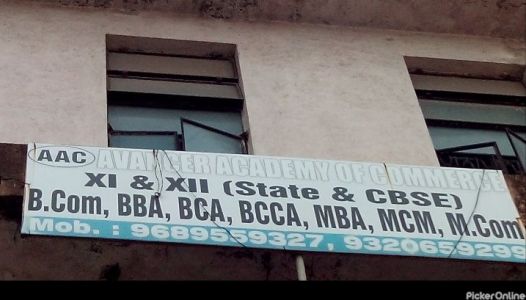 AAC AVANCER ACADEMY OF COMMERCE
XI & XII (State & CBSE)
B.Com, BBA, BCA, BCCA, MBA, MCM, M.Com
Mob. : 9689559327, 9320659299
PickerOnline